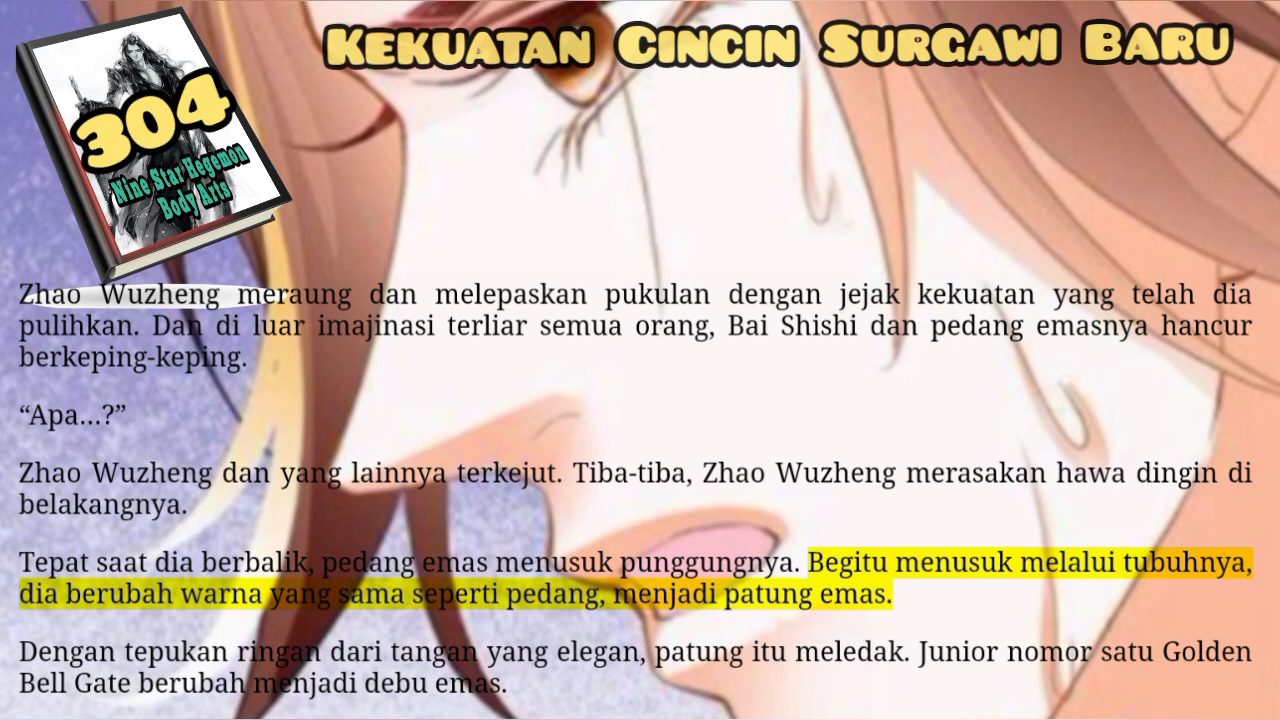 Kekuatan Cincin Surgawi Baru
304
Nine Star Hegemon
Body Arts
Zhao Wuzheng meraung dan melepaskan pukulan dengan jejak kekuatan yang telah dia
pulihkan. Dan di luar imajinasi terliar semua orang, Bai Shishi dan pedang emasnya hancur
berkeping-keping.
“Apa...?”
Zhao Wuzheng dan yang lainnya terkejut. Tiba-tiba, Zhao Wuzheng merasakan hawa dingin di
belakangnya.
Tepat saat dia berbalik, pedang emas menusuk punggungnya. Begitu menusuk melalui tubuhnya,
dia berubah warna yang sama seperti pedang, menjadi patung emas.
Dengan tepukan ringan dari tangan yang elegan, patung itu meledak. Junior nomor satu Golden
Bell Gate berubah menjadi debu emas.